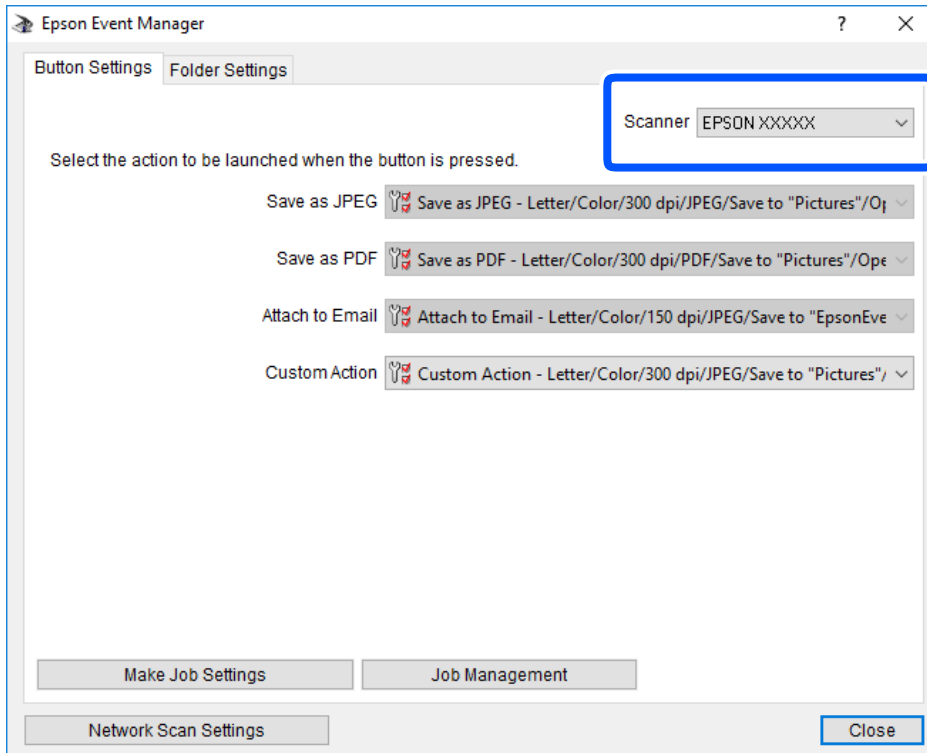 Epson Event Manager
Button Settings Folder Settings
Scanner EPSON XXXXX
Select the action to be launched when the button is pressed.
Save as JPEG Save as JPEG - Letter/Color/300 dpi/JPEG/Save to "Pictures"/Op
Save as PDF Save as PDF - Letter/Color/300 dpi/PDF/Save to "Pictures"/Ope
Attach to Email Attach to Email - Letter/Color/150 dpi/JPEG/Save to "EpsonEve
Custom Action Custom Action - Letter/Color/300 dpi/JPEG/Save to "Pictures"/
Make Job Settings Job Management
Network Scan Settings Close